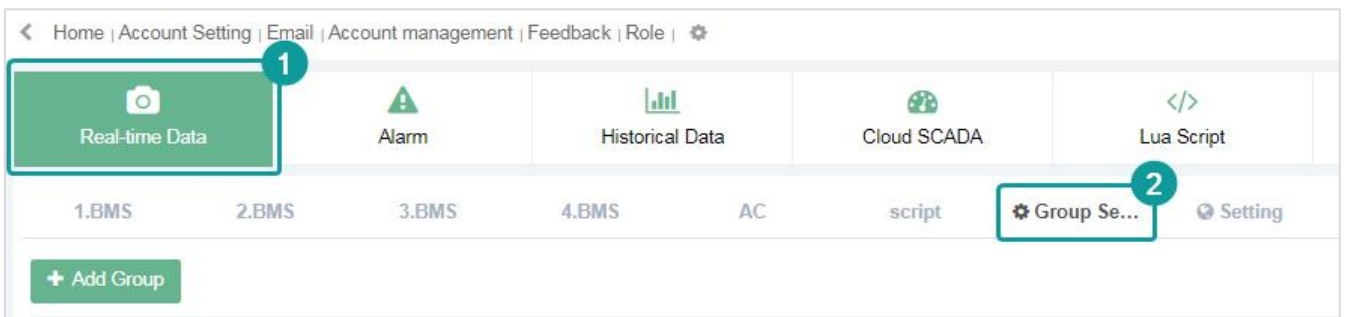 Home | Account Setting | Email | Account management | Feedback | Role |
1
Real-time Data Alarm Historical Data Cloud SCADA </> Lua Script
2
1.BMS 2.BMS 3.BMS 4.BMS AC script Group Se... Setting
+ Add Group